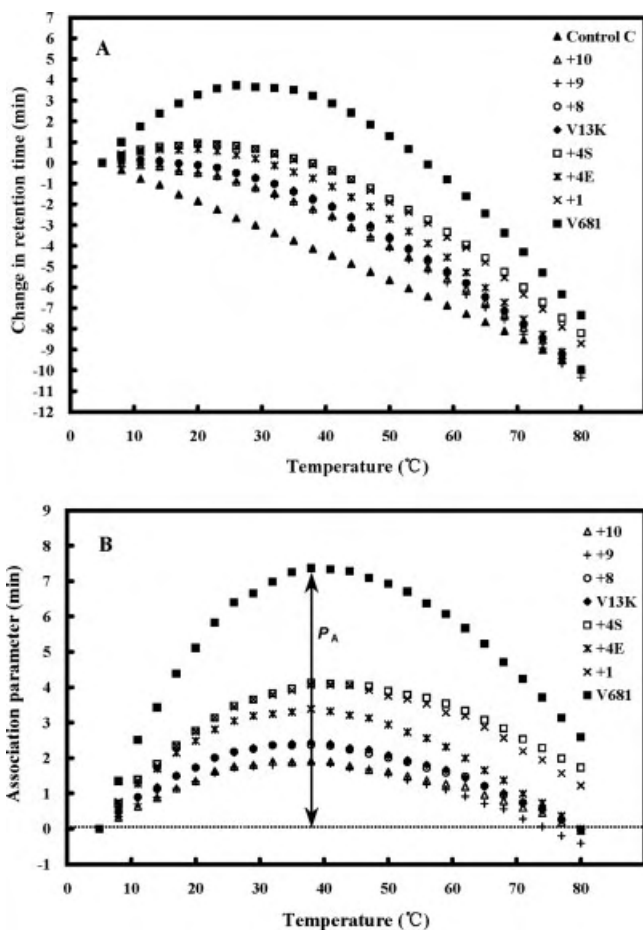 A
Change in retention time (min)
7
6
5
4
3
2
1
0
-1
-2
-3
-4
-5
-6
-7
-8
-9
-10
-11
-12
0 10 20 30 40 50 60 70 80 90
Temperature (℃)
Control C
+10
+9
+8
V13K
+4S
+4E
+1
V681
B
Association parameter (min)
9
8
7
6
5
4
3
2
1
0
-1
P A
0 10 20 30 40 50 60 70 80 90
Temperature (℃)
+10
+9
+8
V13K
+4S
+4E
+1
V681